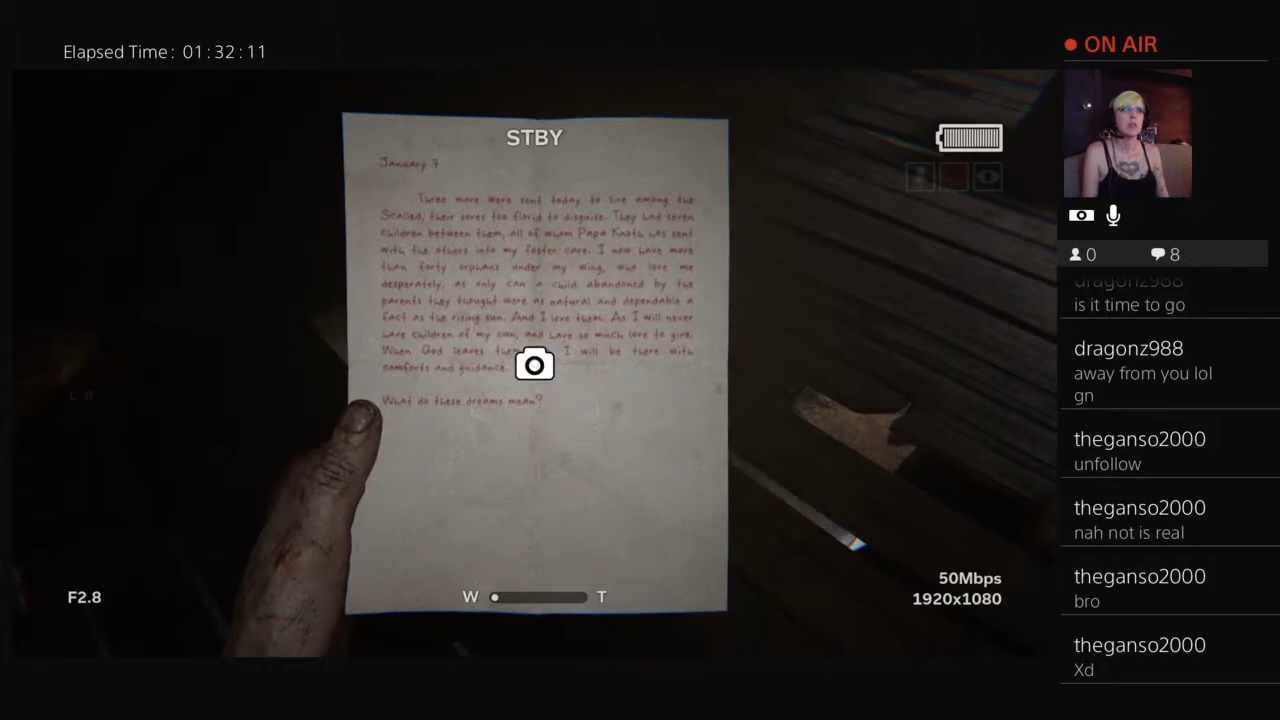 Elapsed Time: 01:32:11
ON AIR
STBY
January 7
Three more were sent today to live among the
Scalled, their sores too florid to disguise. They had seven
children between them, all of whom Papa Knoth has sent
with the others into my foster care. I now have more
than forty orphans under my wing, who love me
desperately, as only can a child abandoned by the
parents they thought were as natural and dependable a
fact as the rising sun. And I love them. As I will never
have children of my own, and have so much love to give.
When God leaves I will be there with
comforts and guidance.
What do these dreams mean?
L R
F2.8
W T
50Mbps
1920x1080
0 8
dragonz988
is it time to go
dragonz988
away from you lol
gn
theganso2000
unfollow
theganso2000
nah not is real
theganso2000
bro
theganso2000
Xd